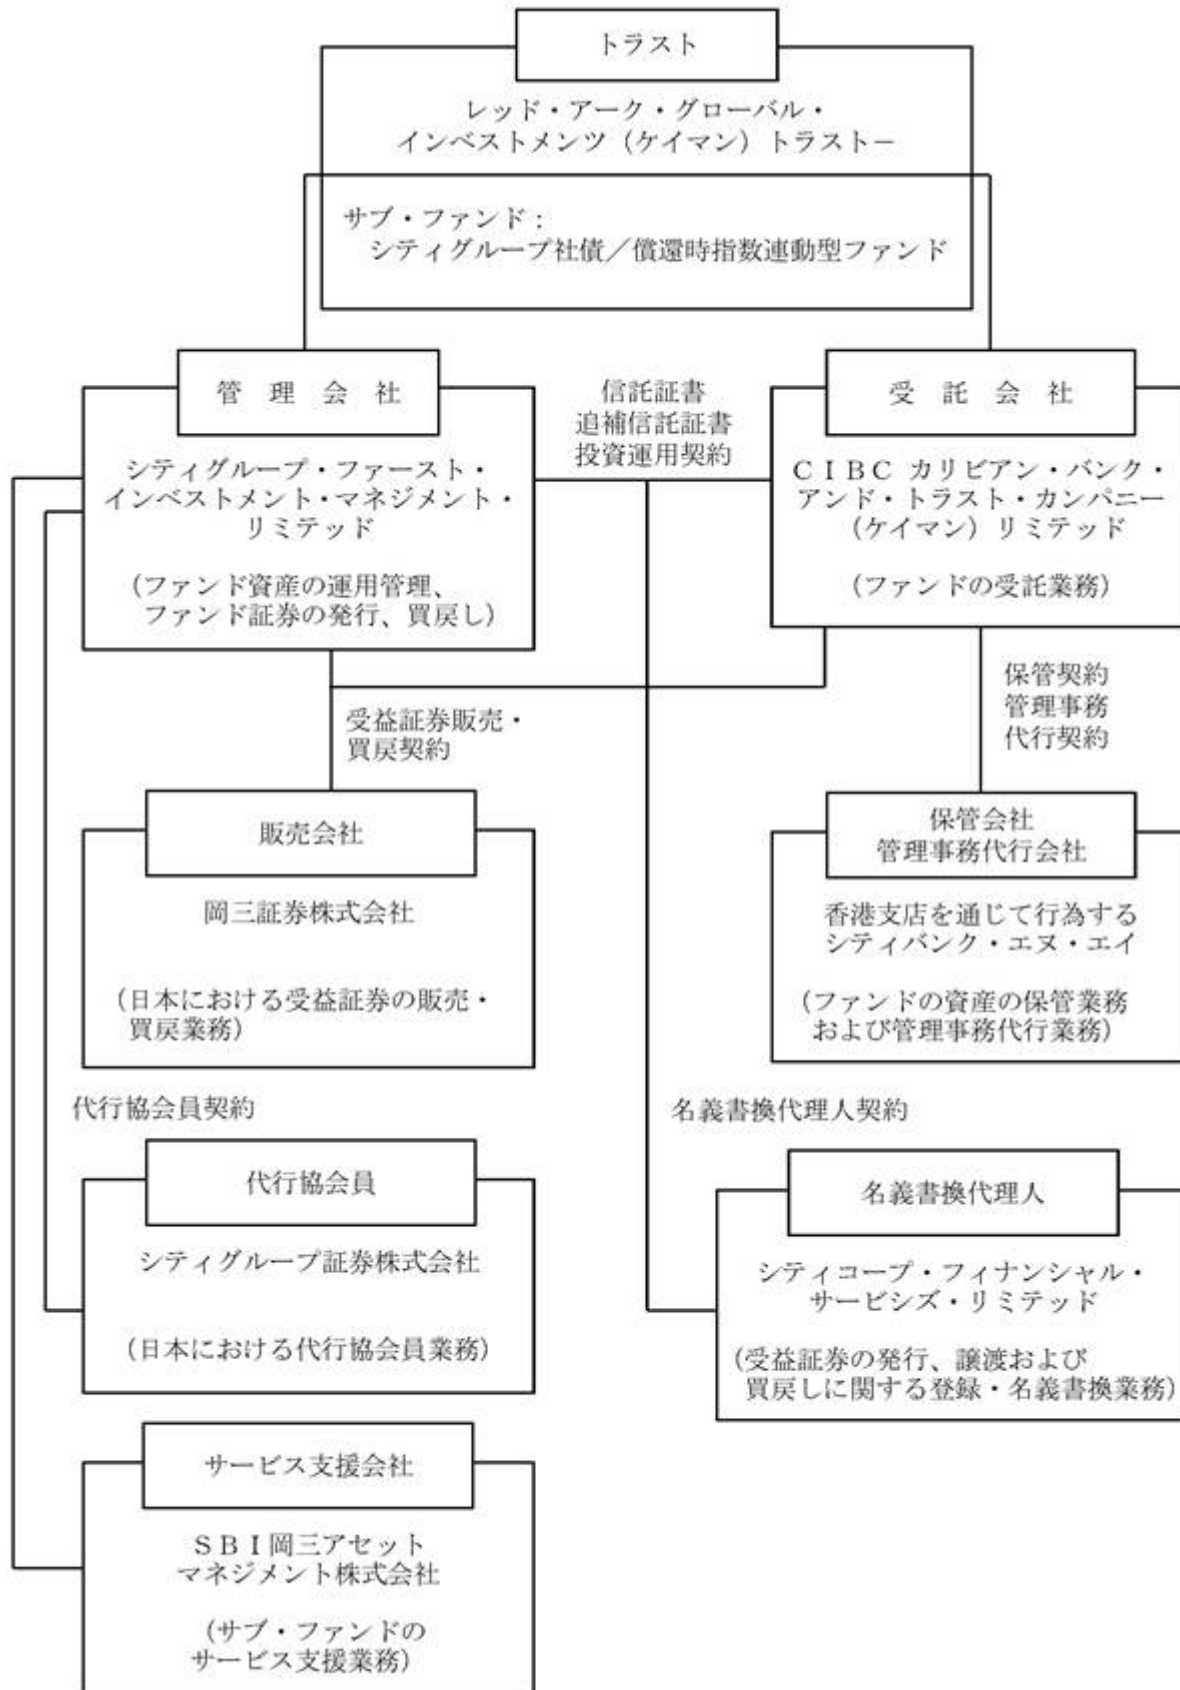 トラスト
レッド・アーク・グローバル・
インベストメンツ（ケイマン）トラスト－
サブ・ファンド：
シティグループ社債／償還時指数連動型ファンド
管 理 会 社
シティグループ・ファースト・
インベストメント・マネジメント・
リミテッド
（ファンド資産の運用管理、
ファンド証券の発行、買戻し）
信託証書
追補信託証書
投資運用契約
受 託 会 社
ＣＩＢＣ カリビアン・バンク・
アンド・トラスト・カンパニー
（ケイマン）リミテッド
（ファンドの受託業務）
受益証券販売・
買戻契約
保管契約
管理事務
代行契約
販売会社
岡三証券株式会社
（日本における受益証券の販売・
買戻業務）
保管会社
管理事務代行会社
香港支店を通じて行為する
シティバンク・エヌ・エイ
（ファンドの資産の保管業務
および管理事務代行業務）
代行協会員契約
代行協会員
シティグループ証券株式会社
（日本における代行協会員業務）
名義書換代理人契約
名義書換代理人
シティコープ・フィナンシャル・
サービシズ・リミテッド
（受益証券の発行、譲渡および
買戻しに関する登録・名義書換業務）
サービス支援会社
ＳＢＩ岡三アセット
マネジメント株式会社
（サブ・ファンドの
サービス支援業務）